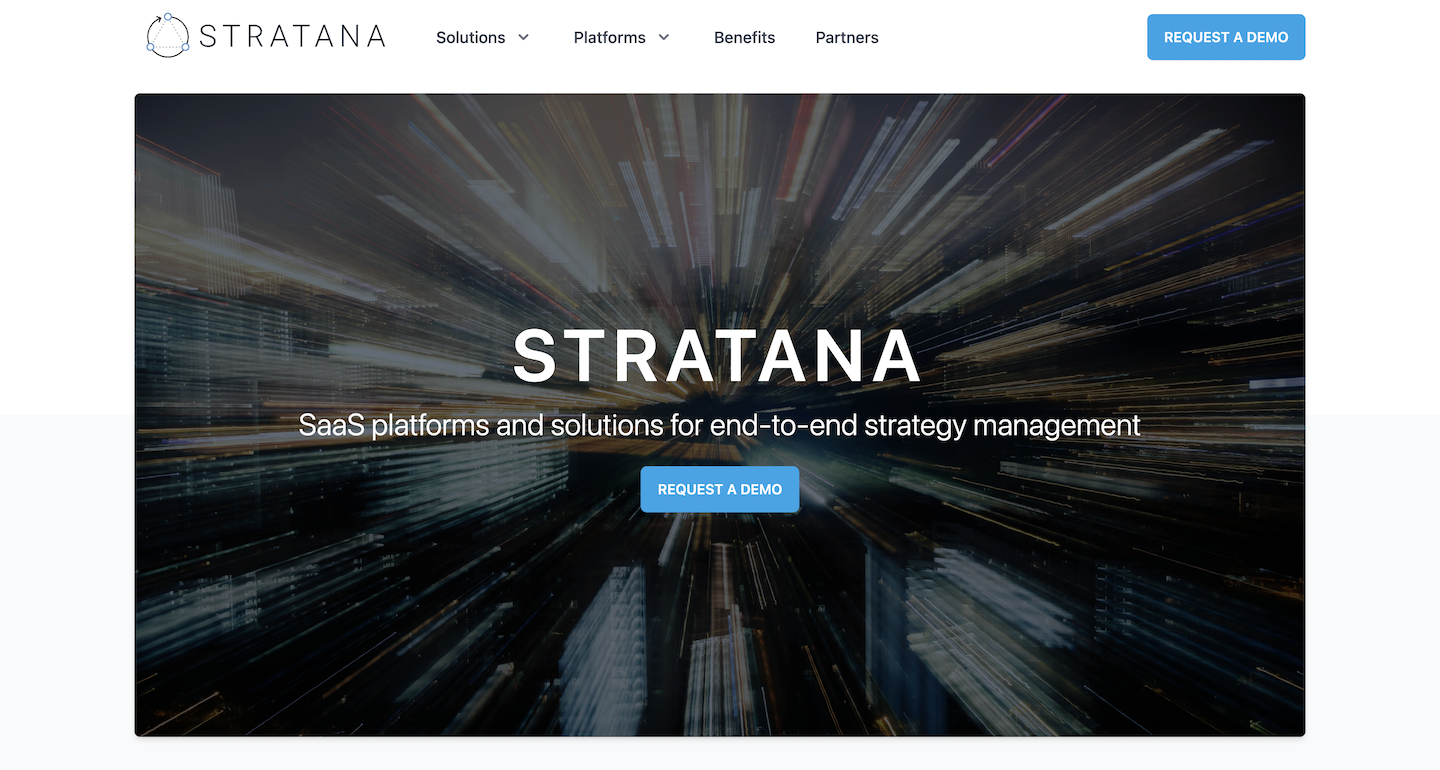 STRATANA
Solutions
Platforms
Benefits
Partners
REQUEST A DEMO
STRATANA
SaaS platforms and solutions for end-to-end strategy management
REQUEST A DEMO